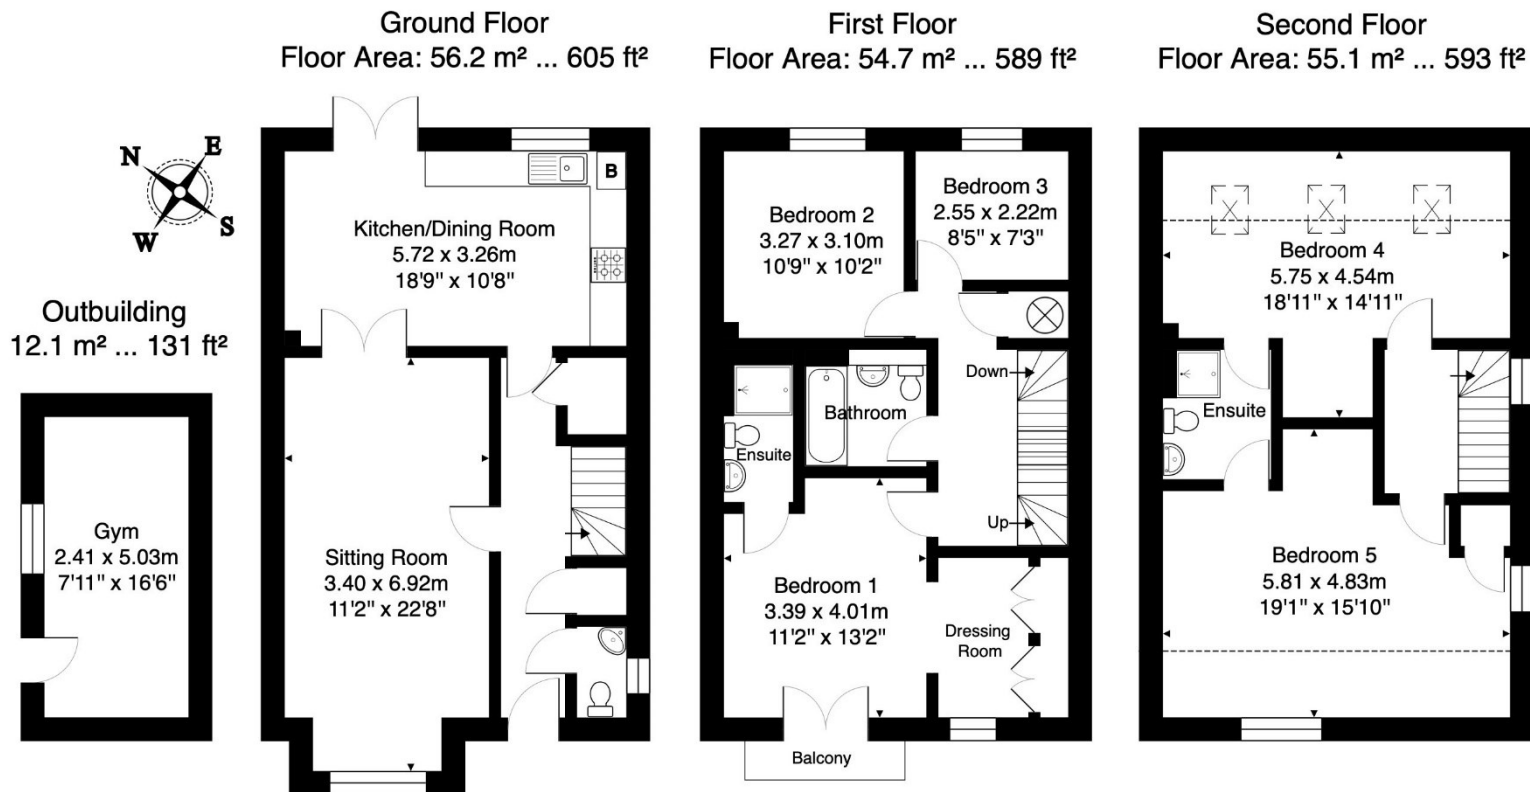 Ground Floor
Floor Area: 56.2 m² ... 605 ft²
First Floor
Floor Area: 54.7 m² ... 589 ft²
Second Floor
Floor Area: 55.1 m² ... 593 ft²
N
E
W
S
Outbuilding
12.1 m² ... 131 ft²
Gym
2.41 x 5.03m
7'11" x 16'6"
B
Kitchen/Dining Room
5.72 x 3.26m
18'9" x 10'8"
Sitting Room
3.40 x 6.92m
11'2" x 22'8"
Bedroom 2
3.27 x 3.10m
10'9" x 10'2"
Bedroom 3
2.55 x 2.22m
8'5" x 7'3"
Down
Bathroom
Ensuite
Up
Bedroom 1
3.39 x 4.01m
11'2" x 13'2"
Dressing
Room
Balcony
Bedroom 4
5.75 x 4.54m
18'11" x 14'11"
Ensuite
Bedroom 5
5.81 x 4.83m
19'1" x 15'10"